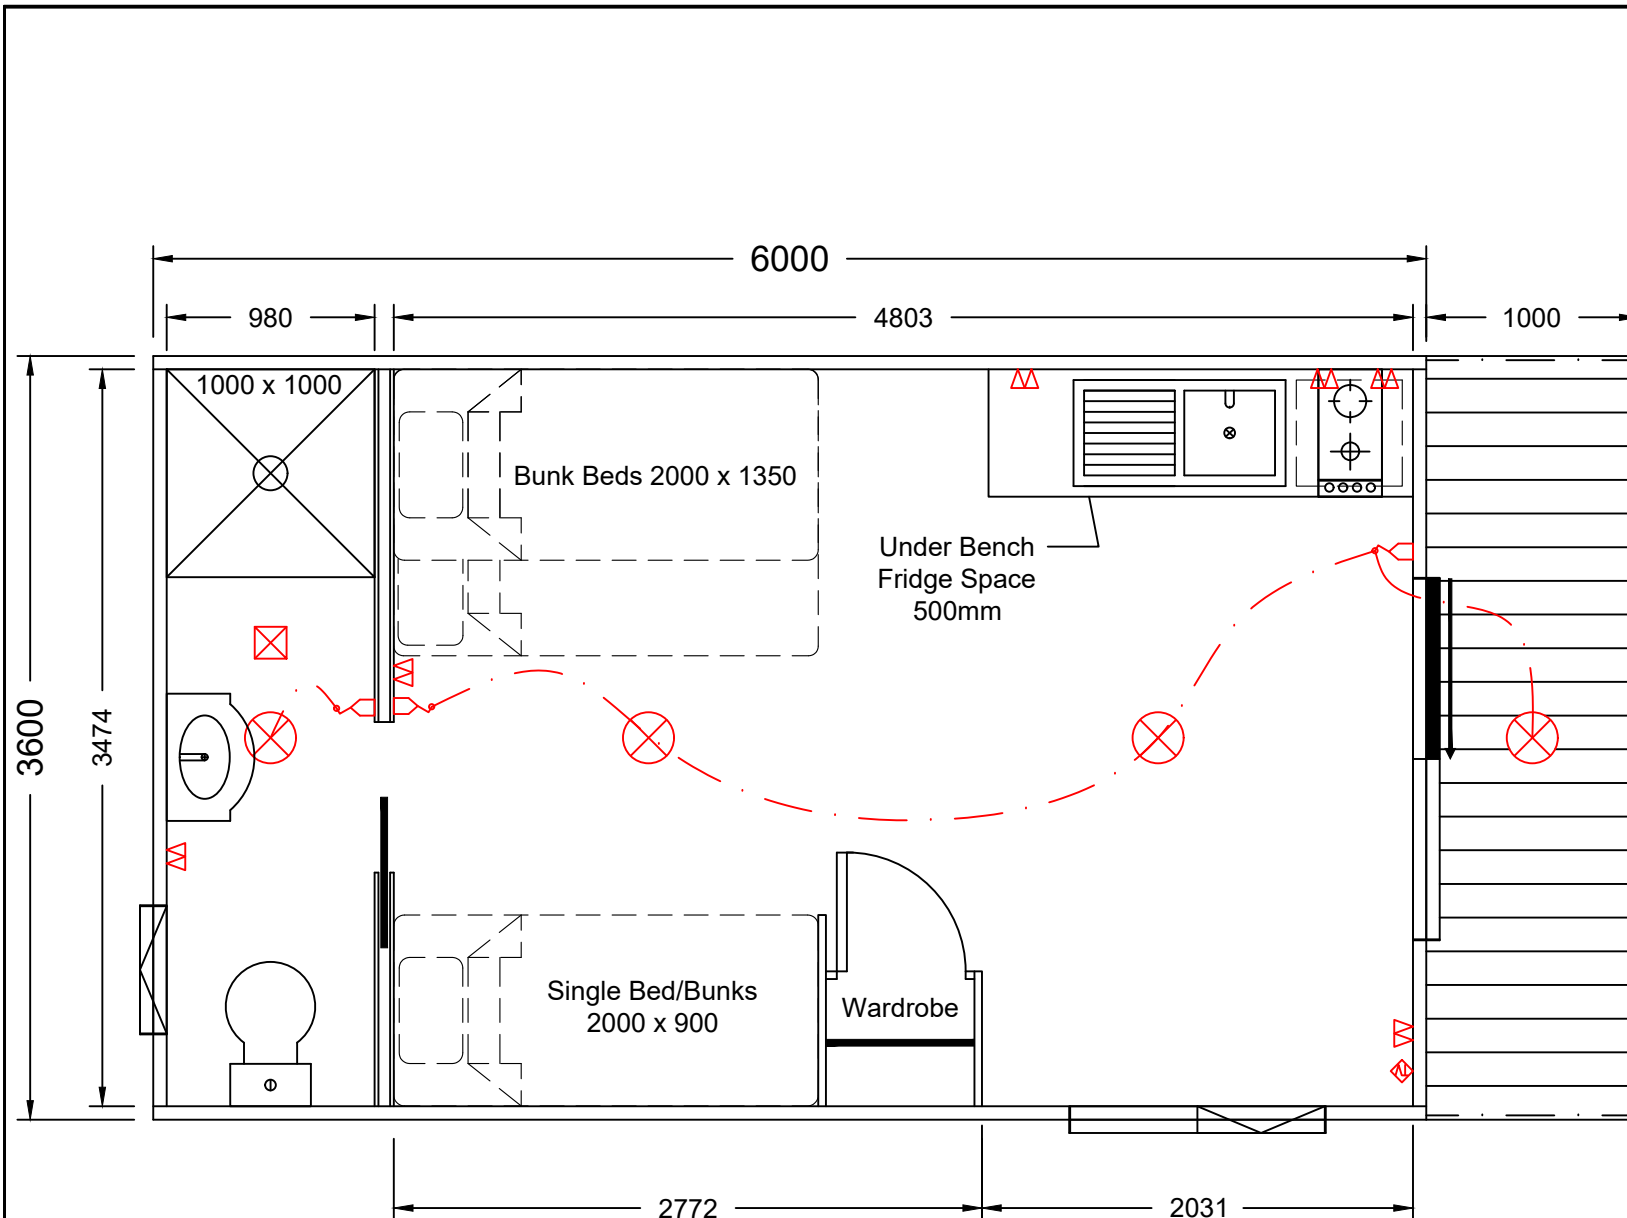 6000
980
4803
1000
1000 x 1000
Bunk Beds 2000 x 1350
Under Bench
Fridge Space
500mm
3600
3474
Single Bed/Bunks
2000 x 900
Wardrobe
2772
2031